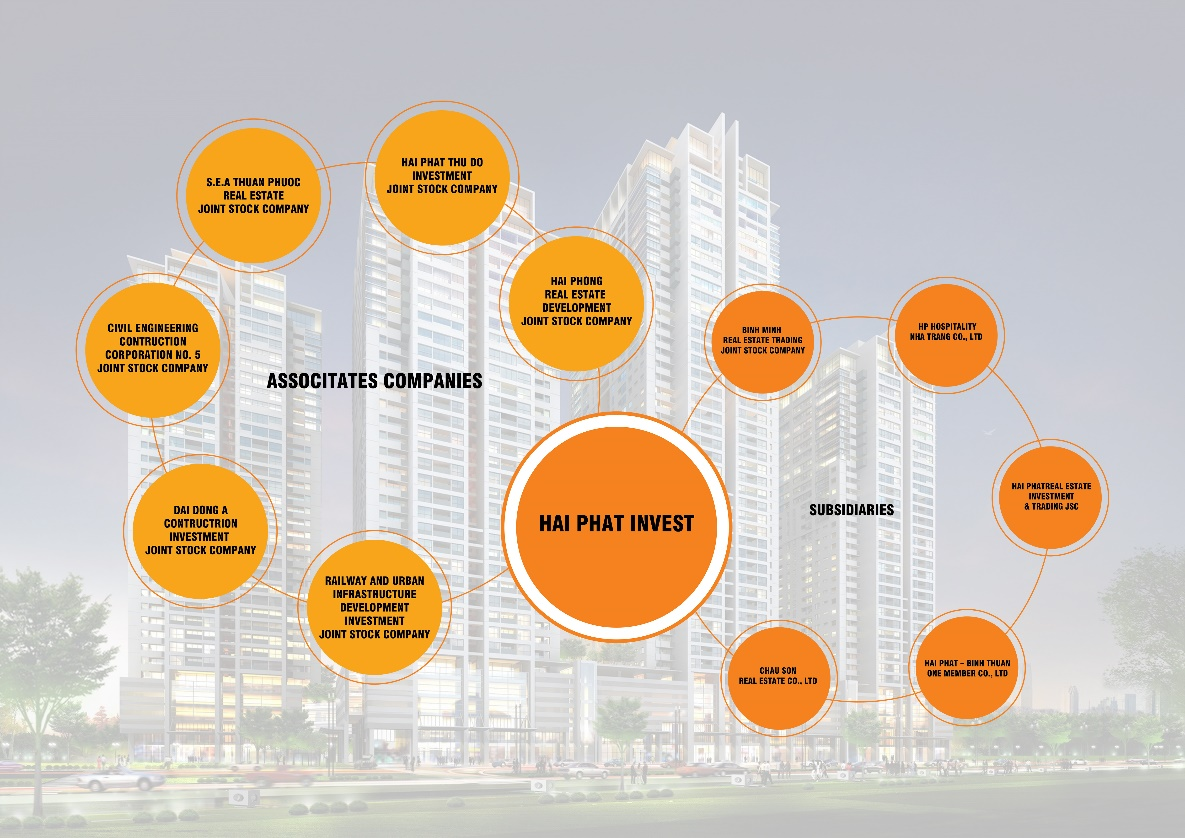 HAI PHAT THU DO
INVESTMENT
JOINT STOCK COMPANY
S.E.A THUAN PHUOC
REAL ESTATE
JOINT STOCK COMPANY
HAI PHONG
REAL ESTATE
DEVELOPMENT
JOINT STOCK COMPANY
CIVIL ENGINEERING
CONTRUCTION
CORPORATION NO. 5
JOINT STOCK COMPANY
ASSOCITATES COMPANIES
DAI DONG A
CONTRUCTRION
INVESTMENT
JOINT STOCK COMPANY
RAILWAY AND URBAN
INFRASTRUCTURE
DEVELOPMENT
INVESTMENT
JOINT STOCK COMPANY
HAI PHAT INVEST
BINH MINH
REAL ESTATE TRADING
JOINT STOCK COMPANY
HP HOSPITALITY
NHA TRANG CO., LTD
HAI PHATREAL ESTATE
INVESTMENT
& TRADING JSC
SUBSIDIARIES
HAI PHAT – BINH THUAN
ONE MEMBER CO., LTD
CHAU SON
REAL ESTATE CO., LTD